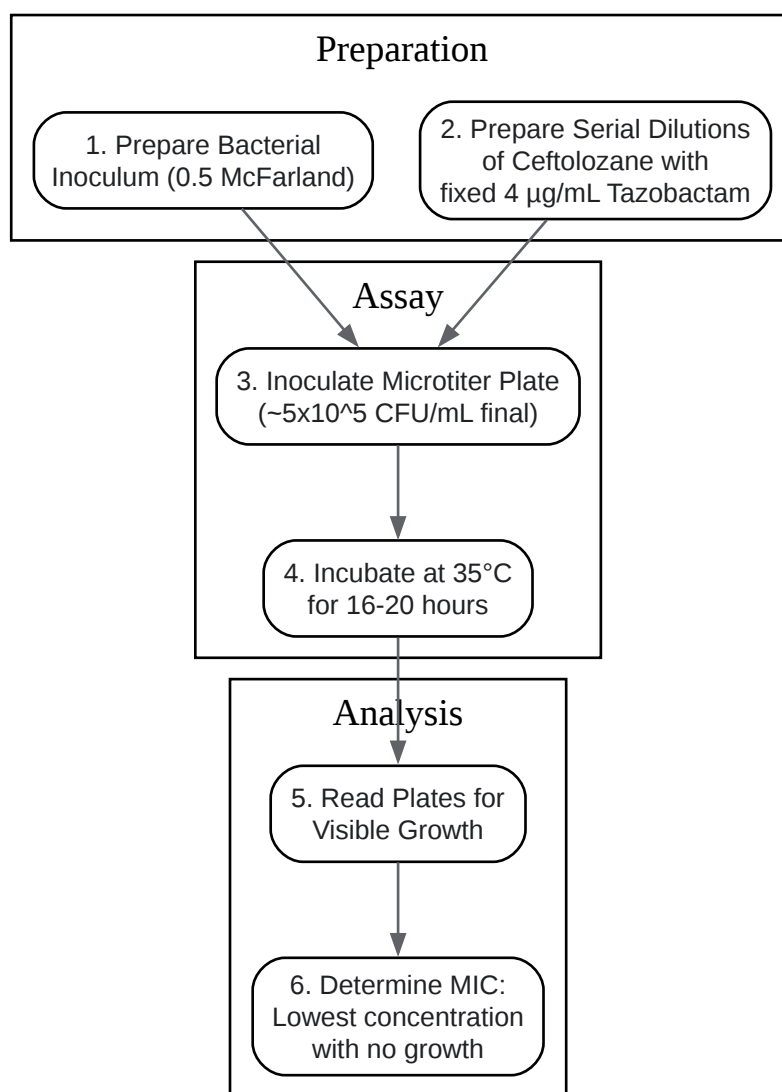 Preparation
1. Prepare Bacterial
Inoculum (0.5 McFarland)
2. Prepare Serial Dilutions
of Ceftolozane with
fixed 4 µg/mL Tazobactam
Assay
3. Inoculate Microtiter Plate
(~5x10^5 CFU/mL final)
4. Incubate at 35°C
for 16-20 hours
Analysis
5. Read Plates for
Visible Growth
6. Determine MIC:
Lowest concentration
with no growth